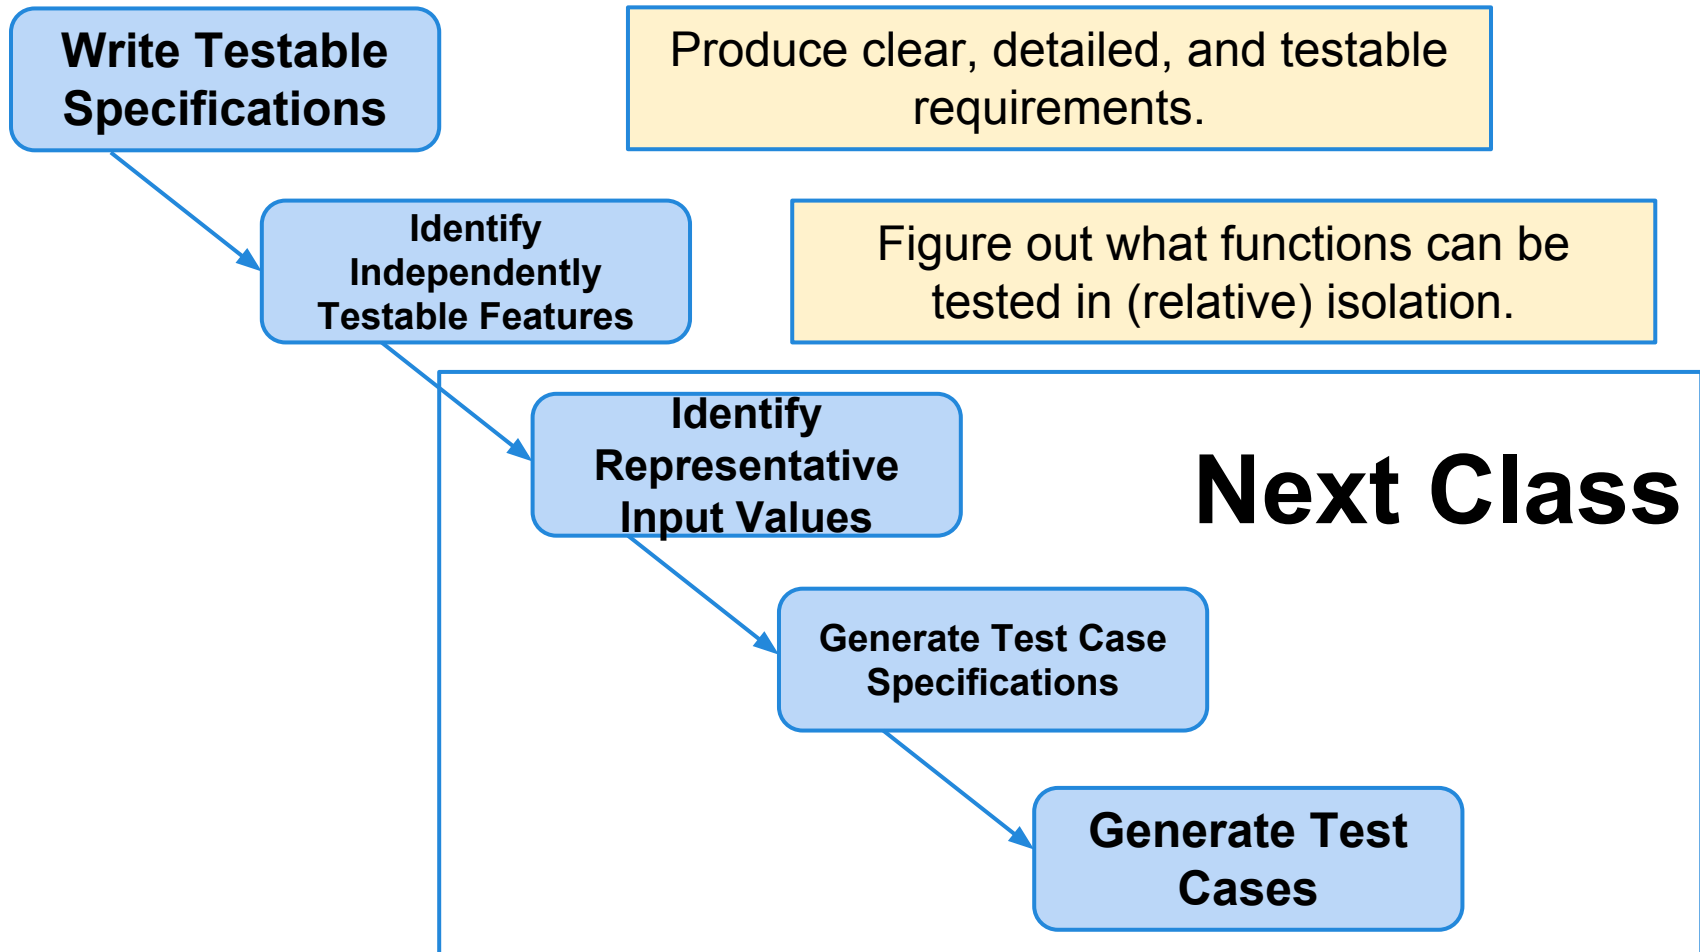 Write Testable
Specifications
Produce clear, detailed, and testable
requirements.
Identify
Independently
Testable Features
Figure out what functions can be
tested in (relative) isolation.
Identify
Representative
Input Values
Next Class
Generate Test Case
Specifications
Generate Test
Cases